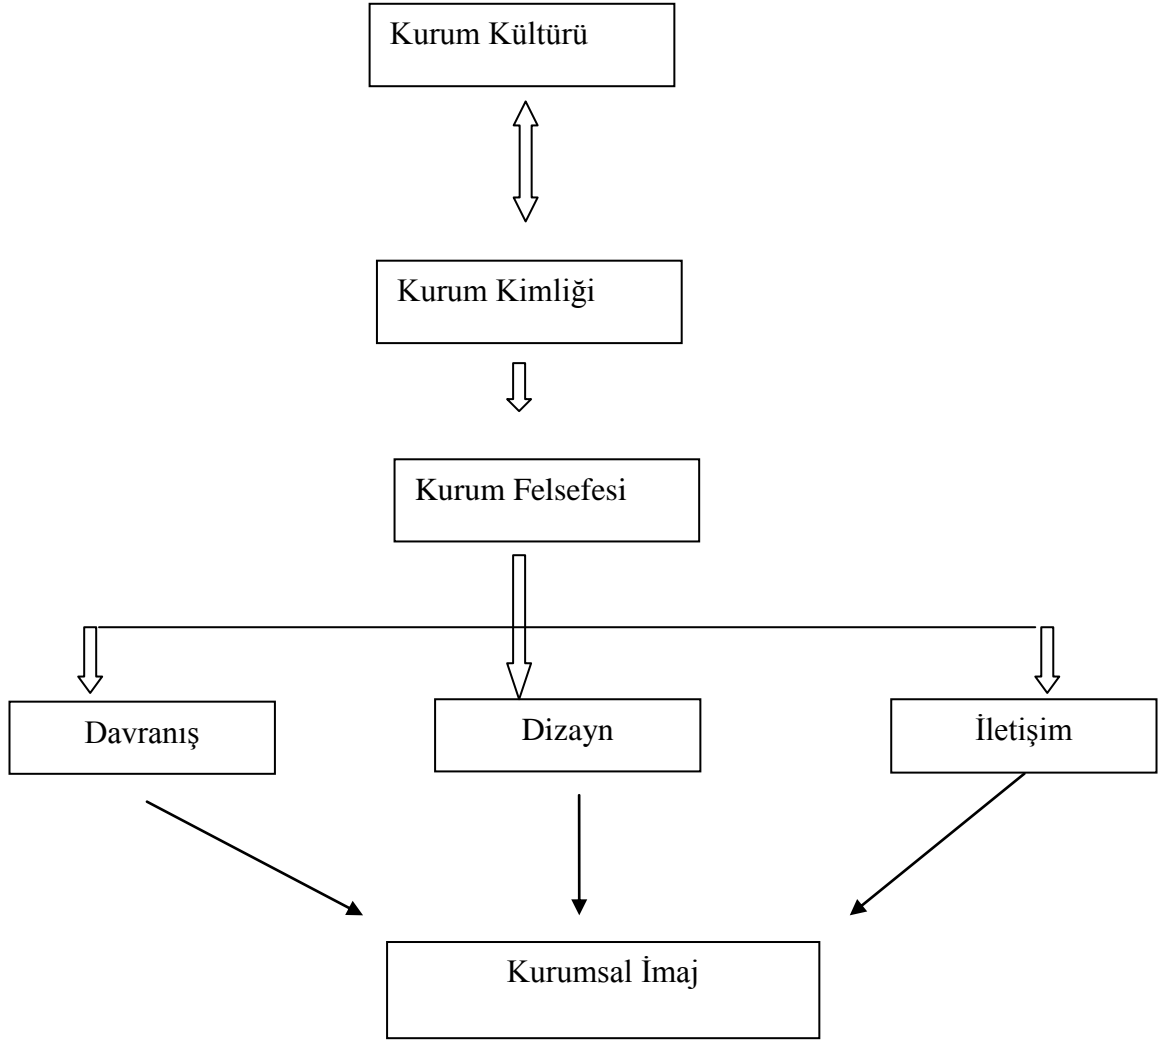 Kurum Kültürü
Kurum Kimliği
Kurum Felsefesi
Davranış
Dizayn
İletişim
Kurumsal İmaj